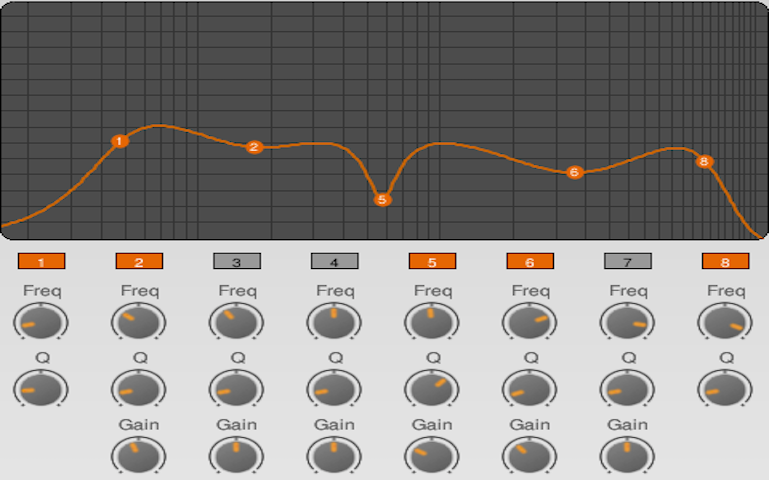 1 2 5 6 8
1 2 3 4 5 6 7 8
Freq Freq Freq Freq Freq Freq Freq Freq
Q Q Q Q Q Q Q Q
Gain Gain Gain Gain Gain Gain